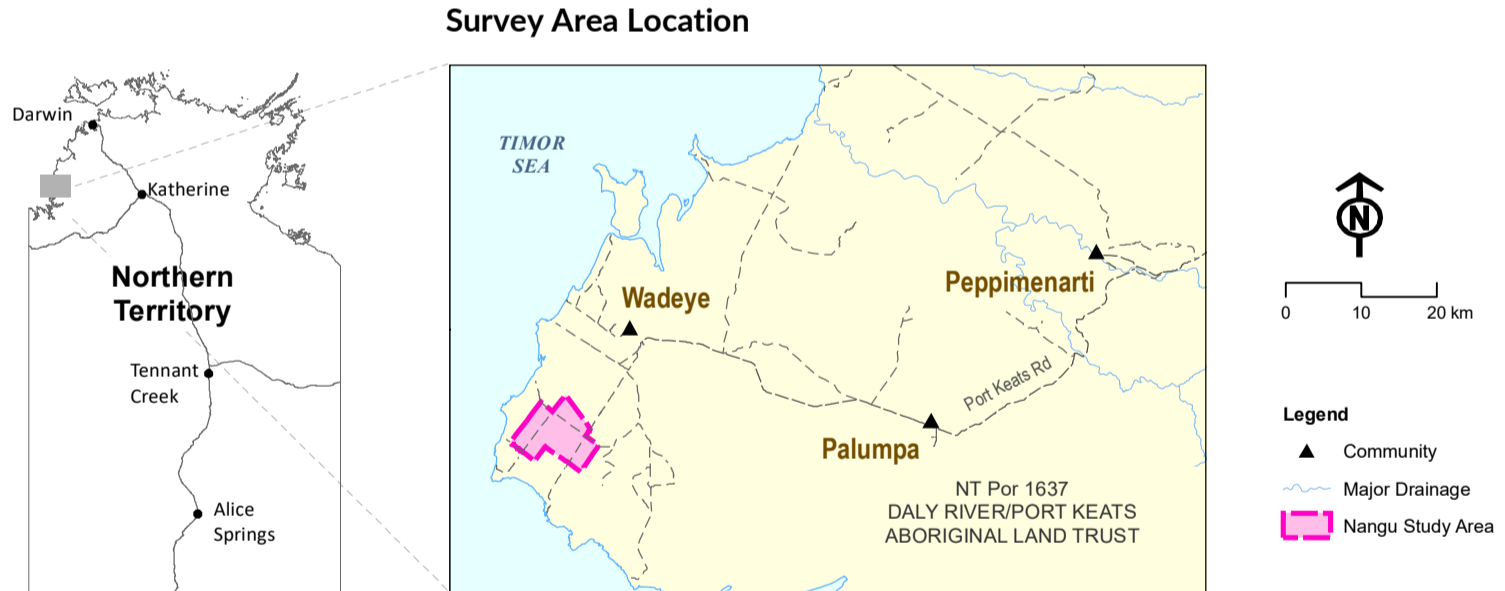 Survey Area Location
Darwin
Katherine
Northern
Territory
Tennant
Creek
Alice
Springs
TIMOR
SEA
Wadeye
Peppimenarti
Port Keats Rd
Palumpa
NT Por 1637
DALY RIVER/PORT KEATS
ABORIGINAL LAND TRUST
N
0 10 20 km
Legend
Community
Major Drainage
Nangu Study Area